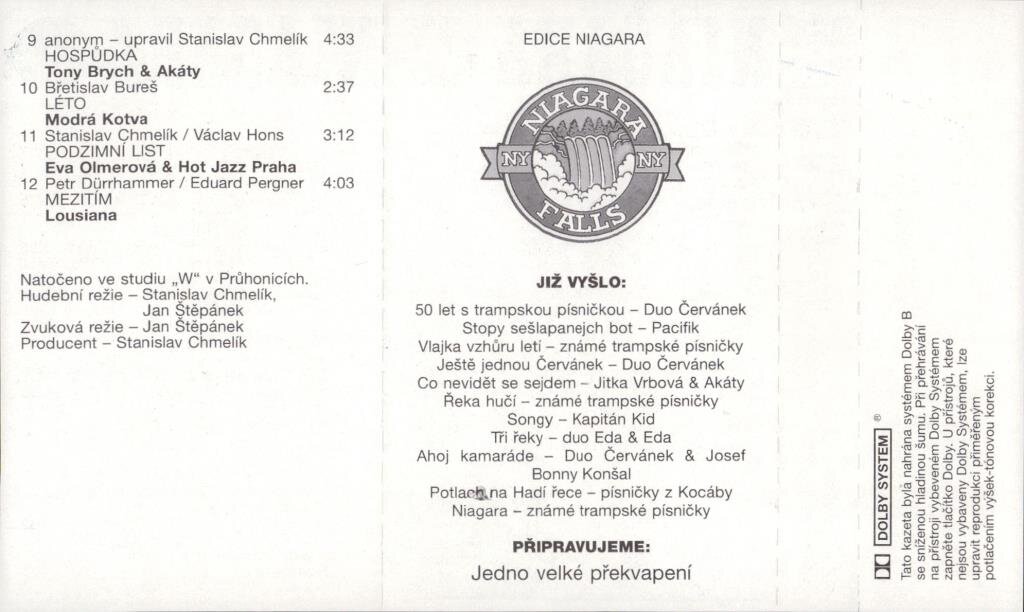 9 anonym – upravil Stanislav Chmelík 4:33
HOSPŮDKA
Tony Brych & Akáty
10 Břetislav Bureš 2:37
LÉTO
Modrá Kotva
11 Stanislav Chmelík / Václav Hons 3:12
PODZIMNÍ LIST
Eva Olmerová & Hot Jazz Praha
12 Petr Dürrhammer / Eduard Pergner 4:03
MEZITÍM
Lousiana
Natočeno ve studiu „W“ v Průhonicích.
Hudební režie – Stanislav Chmelík,
Jan Štěpánek
Zvuková režie – Jan Štěpánek
Producent – Stanislav Chmelík
EDICE NIAGARA
NIAGARA
NY NY
FALLS
JIŽ VYŠLO:
50 let s trampskou písničkou – Duo Červánek
Stopy sešlapanejch bot – Pacifik
Vlajka vzhůru letí – známé trampské písničky
Ještě jednou Červánek – Duo Červánek
Co nevidět se sejdem – Jitka Vrbová & Akáty
Řeka hučí – známé trampské písničky
Songy – Kapitán Kid
Tři řeky – duo Eda & Eda
Ahoj kamaráde – Duo Červánek & Josef
Bonny Konšal
Potlach na Hadí řece – písničky z Kocáby
Niagara – známé trampské písničky
PŘIPRAVUJEME:
Jedno velké překvapení
DOLBY SYSTEM ®
Tato kazeta byla nahrána systémem Dolby B
se sníženou hladinou šumu. Při přehrávání
na přístroji vybeveném Dolby Systémem
zapněte tlačítko Dolby. U přístrojů, které
nejsou vybaveny Dolby Systémem, lze
upravit reprodukci přiměřeným
potlačením výšek-tónovou korekci.